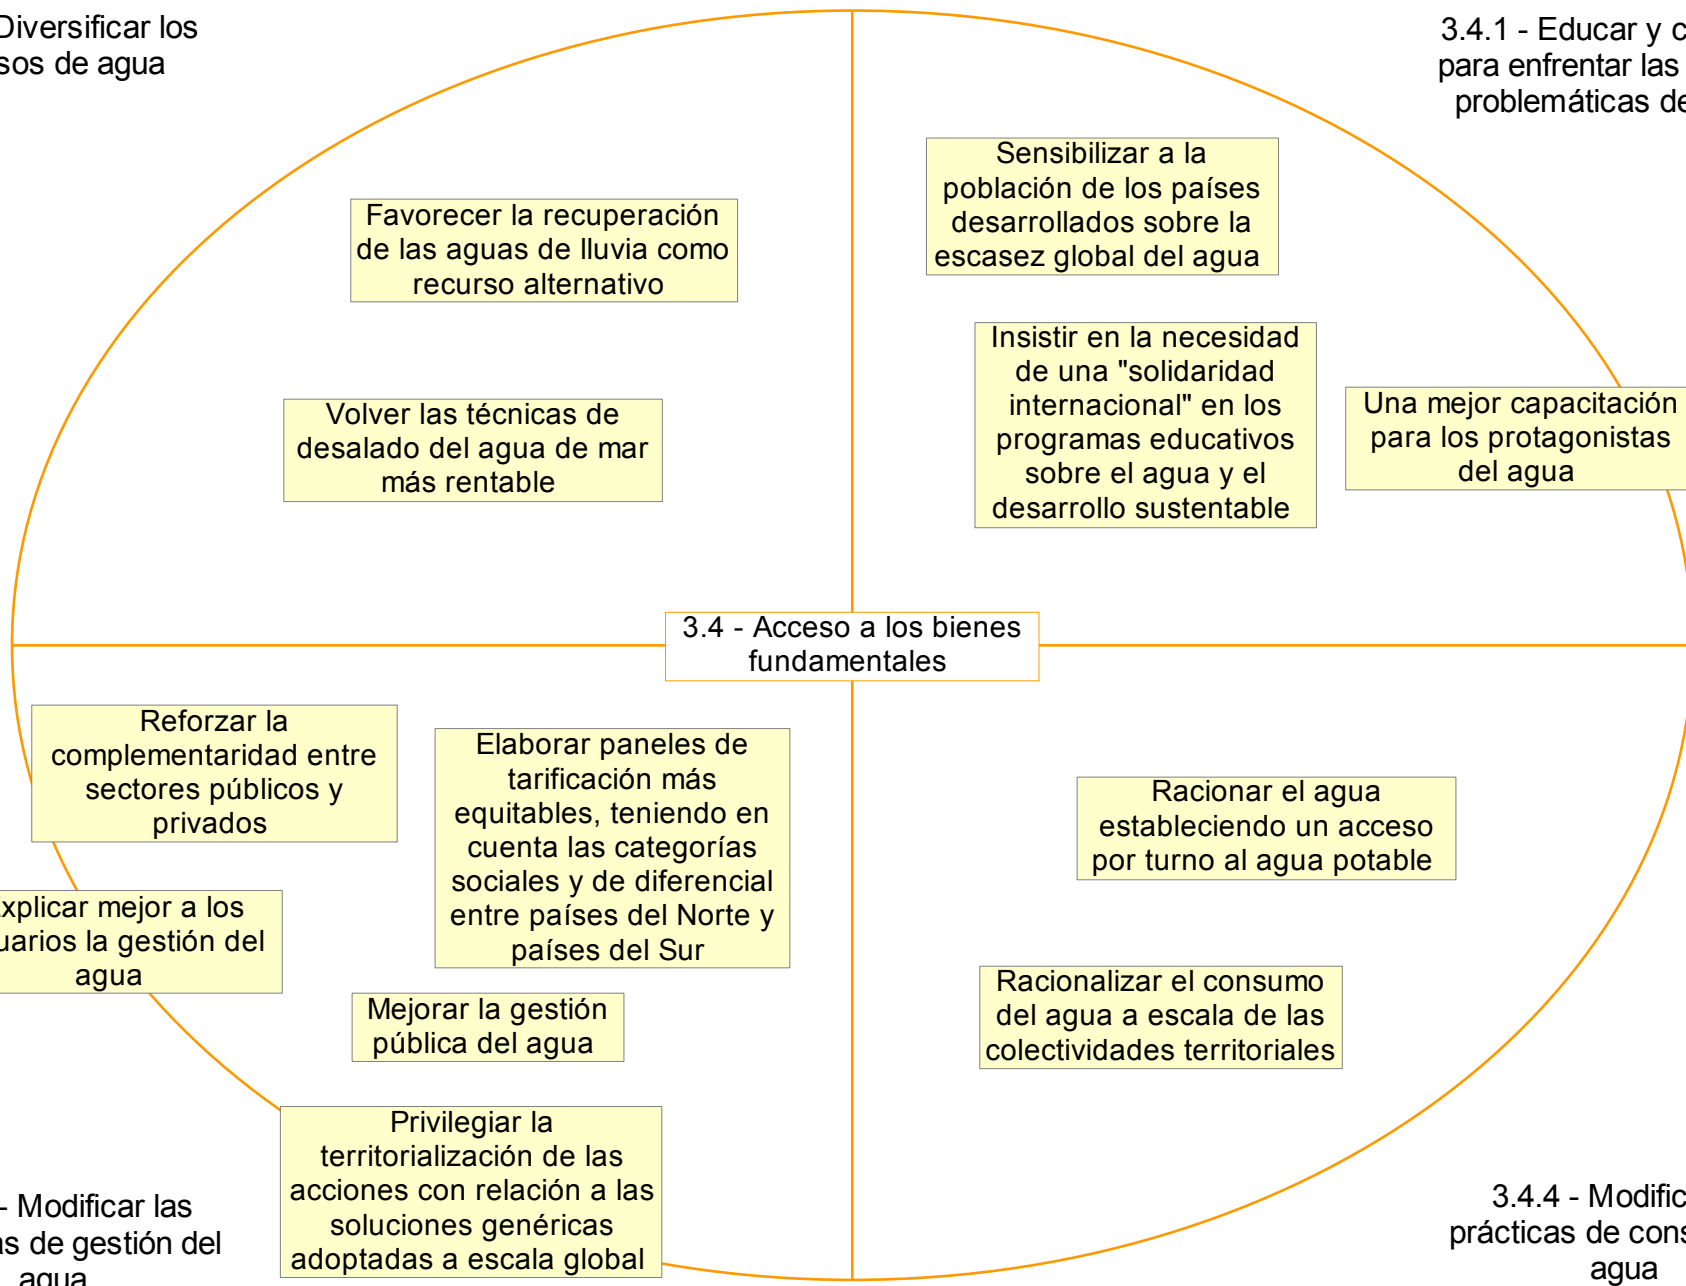 Diversificar los
de agua
3.4.1 - Educar y
para enfrentar las
problemáticas
Sensibilizar a la
población de los países
desarrollados sobre la
escasez global del agua
Favorecer la recuperación
de las aguas de lluvia como
recurso alternativo
Insistir en la necesidad
de una "solidaridad
internacional" en los
programas educativos
sobre el agua y el
desarrollo sustentable
Una mejor capacitación
para los protagonistas
del agua
Volver las técnicas de
desalado del agua de mar
más rentable
3.4 - Acceso a los bienes
fundamentales
Reforzar la
complementaridad entre
sectores públicos y
privados
Elaborar paneles de
tarificación más
equitables, teniendo en
cuenta las categorías
sociales y de diferencial
entre países del Norte y
países del Sur
Racionar el agua
estableciendo un acceso
por turno al agua potable
mejor a los
la gestión del
agua
Mejorar la gestión
pública del agua
Racionalizar el consumo
del agua a escala de las
colectividades territoriales
Privilegiar la
territorialización de las
acciones con relación a las
soluciones genéricas
adoptadas a escala global
- Modificar las
de gestión del
agua
3.4.4 -
prácticas de
agua